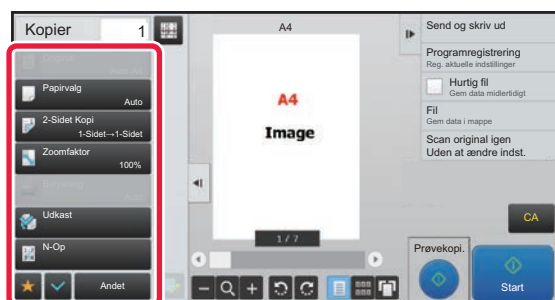 Kopier
1
Original
Papirvalg
Auto
2-Sidet Kopi
1-Sidet→1-Sidet
Zoomfaktor
100%
Auto
Udkast
N-Op
Andet
A4
A4
Image
1 / 7
Send og skriv ud
Programregistrering
Reg. aktuelle indstillinger
Hurtig fil
Gem data midlertidigt
Fil
Gem data i mappe
Scan original igen
Uden at ændre indst.
CA
Prøvekopi.
Start